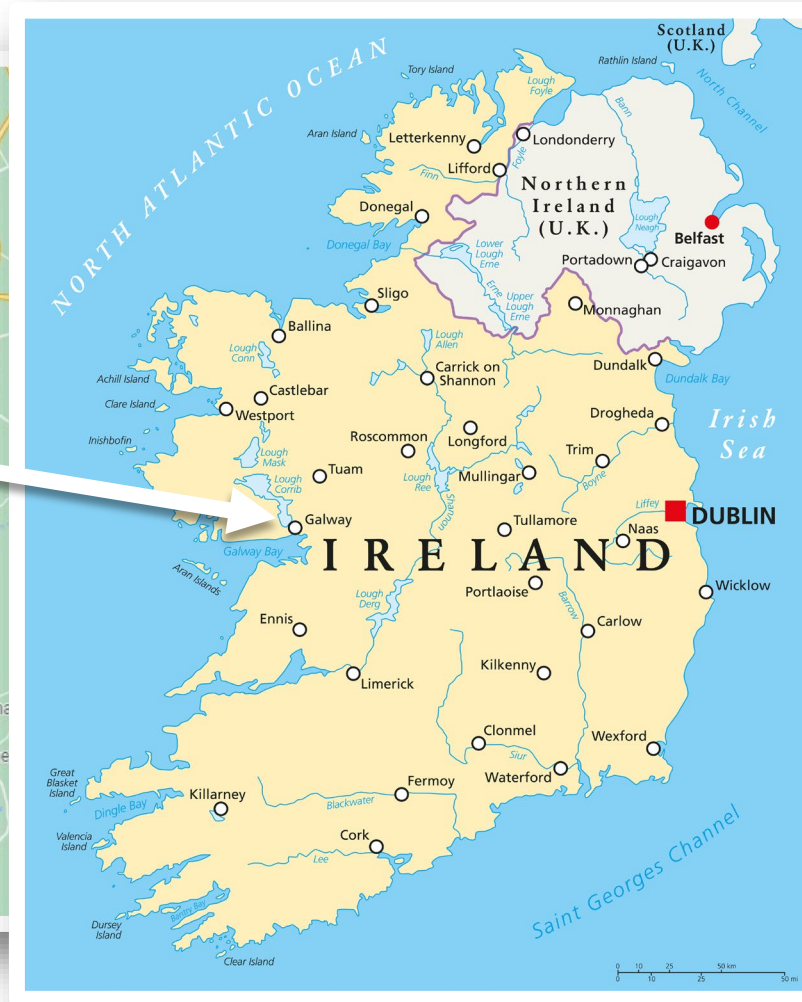 Scotland
(U.K.)
Rathlin Island
North Channel
NORTH ATLANTIC OCEAN
Tory Island
Lough
Foyle
Bann
Aran Island
Letterkenny
Londonderry
Foyle
Lifford
Finn
Northern
Ireland
(U.K.)
Donegal
Lough
Neagh
Belfast
Donegal Bay
Lower
Lough
Erne
Portadown
Craigavon
Erne
Upper
Lough
Erne
Sligo
Monnaghan
Ballina
Lough
Conn
Lough
Allen
Dundalk
Dundalk Bay
Achill Island
Carrick on
Shannon
Clare Island
Castlebar
Westport
Drogheda
Irish
Sea
Inishbofin
Roscommon
Longford
Trim
Lough
Mask
Tuam
Lough
Ree
Mullingar
Boyne
Lough
Corrib
Shannon
Liffey
DUBLIN
Galway
Tullamore
Naas
Galway Bay
IRELAND
Aran Islands
Lough
Derg
Portlaoise
Barrow
Wicklow
Ennis
Carlow
Limerick
Kilkenny
Clonmel
Wexford
Siur
Waterford
Great
Blasket
Island
Dingle Bay
Killarney
Fermoy
Blackwater
Valencia
Island
Cork
Lee
Saint Georges Channel
Bantry Bay
Dursey
Island
Clear Island
0 10 25 50 km
0 10 25 50 mi